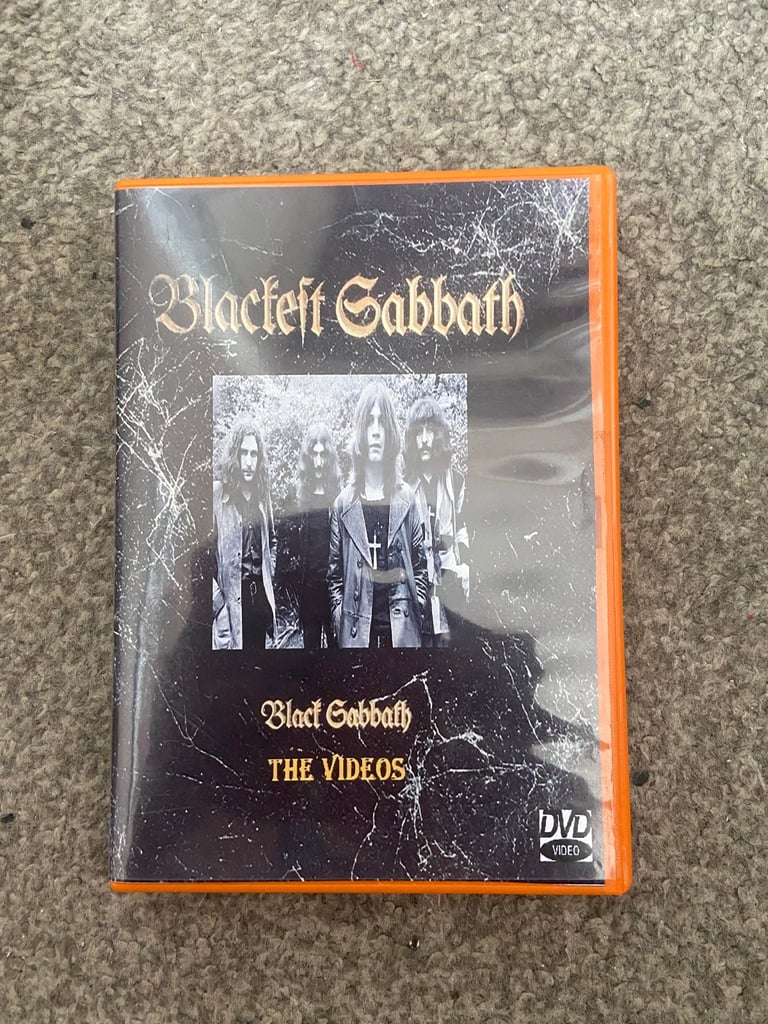 Blackest Sabbath
Black Sabbath
THE VIDEOS
DVD
VIDEO